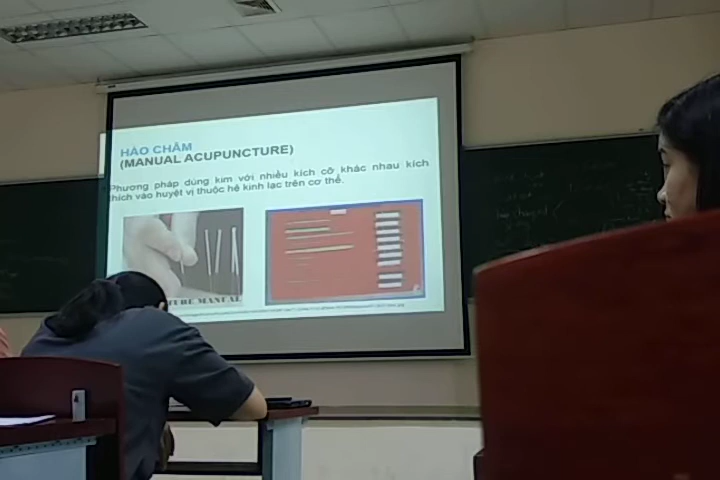 HÀO CHÂM
(MANUAL ACUPUNCTURE)
Phương pháp dùng kim với nhiều kích cỡ khác nhau kích
thích vào huyệt vị thuộc hệ kinh lạc trên cơ thể.
MANUAL